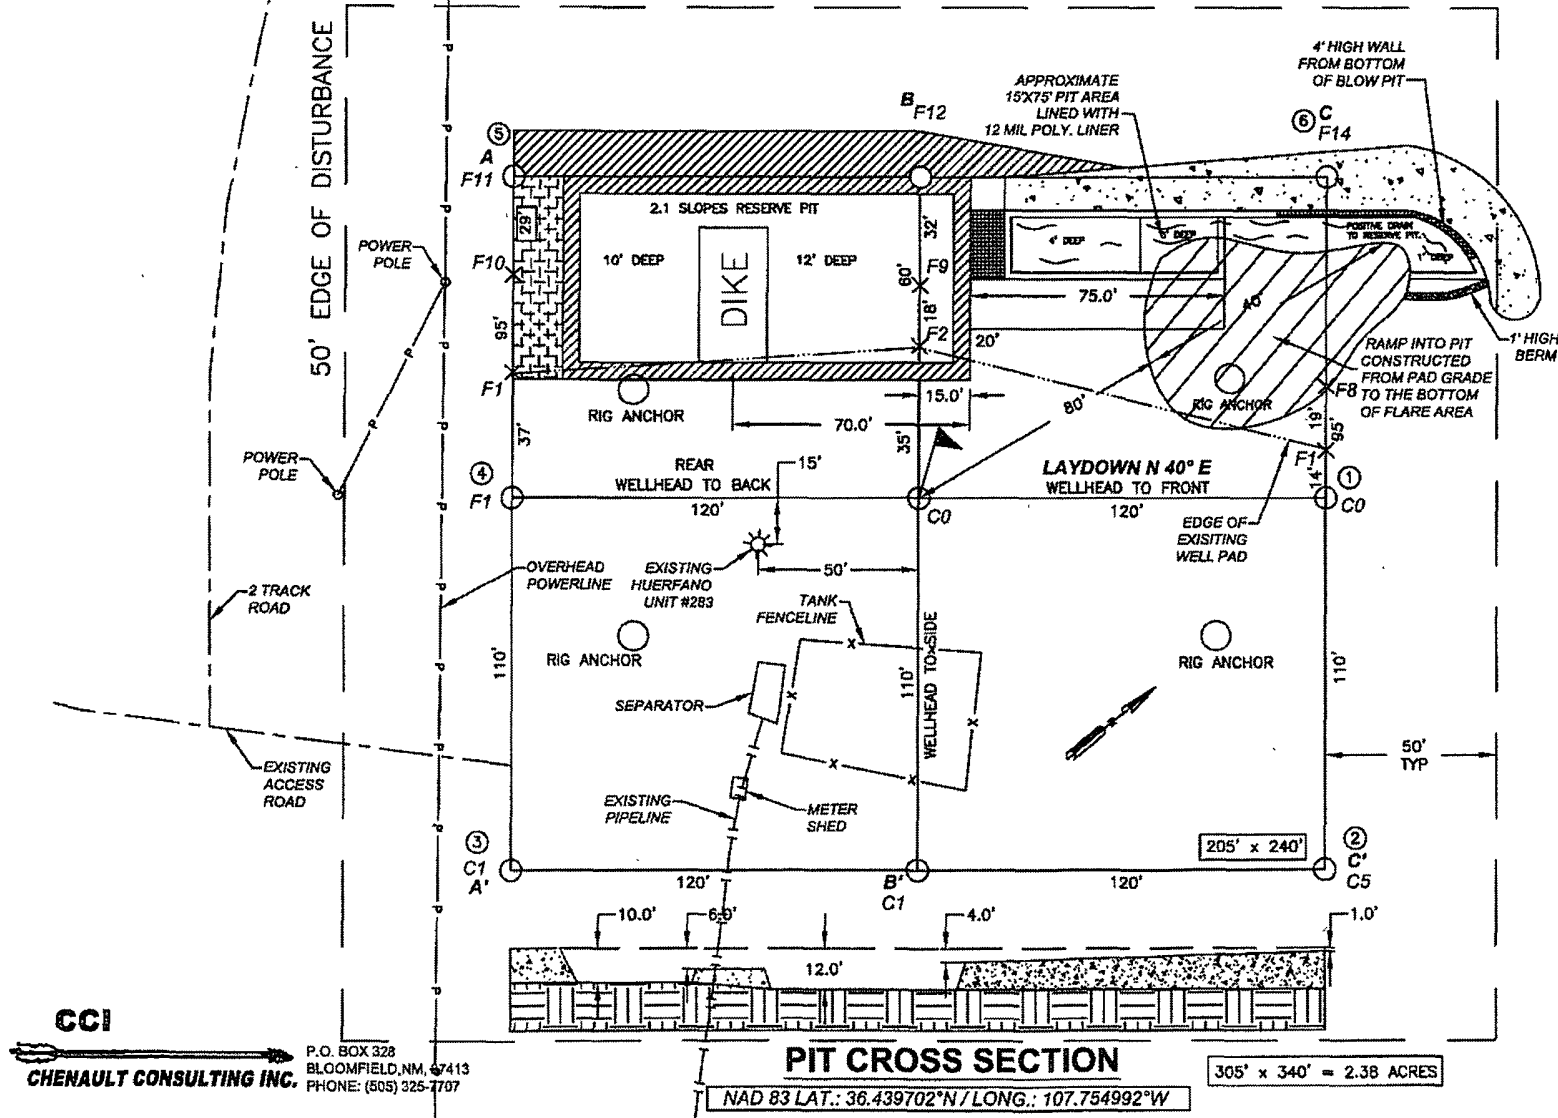 50' EDGE OF DISTURBANCE
4' HIGH WALL
FROM BOTTOM
OF BLOW PIT
APPROXIMATE
15'X75' PIT AREA
LINED WITH
12 MIL POLY. LINER
B
F12
6
C
F14
5
A
F11
2.1 SLOPES RESERVE PIT
29'
32'
4' DEEP
DEEP
POSITIVE DRAIN
TO RESERVE PIT.
1' DEEP
POWER
POLE
F10
10' DEEP
DIKE
12' DEEP
60'
F9
75.0'
40'
18'
F2
20'
1' HIGH
BERM
95'
RAMP INTO PIT
CONSTRUCTED
FROM PAD GRADE
TO THE BOTTOM
OF FLARE AREA
F1
F8
RIG ANCHOR
15.0'
80'
RIG ANCHOR
19'
95'
37'
70.0'
35'
F1
14
POWER
POLE
4
F1
REAR
WELLHEAD TO BACK
15'
LAYDOWN N 40° E
WELLHEAD TO FRONT
1
C0
120'
C0
120'
EDGE OF
EXISITING
WELL PAD
OVERHEAD
POWERLINE
EXISTING
HUERFANO
UNIT #283
50'
2 TRACK
ROAD
TANK
FENCELINE
WELLHEAD TO SIDE
RIG ANCHOR
RIG ANCHOR
110'
110'
110'
SEPARATOR
50'
TYP
EXISTING
ACCESS
ROAD
EXISTING
PIPELINE
METER
SHED
205' x 240'
3
C1
A'
120'
B'
C1
120'
2
C'
C5
10.0'
6.0'
4.0'
1.0'
12.0'
CCI
CHENAULT CONSULTING INC.
P.O. BOX 328
BLOOMFIELD, NM, 87413
PHONE: (505) 325-7707
PIT CROSS SECTION
305' x 340' = 2.38 ACRES
NAD 83 LAT.: 36.439702°N / LONG.: 107.754992°W